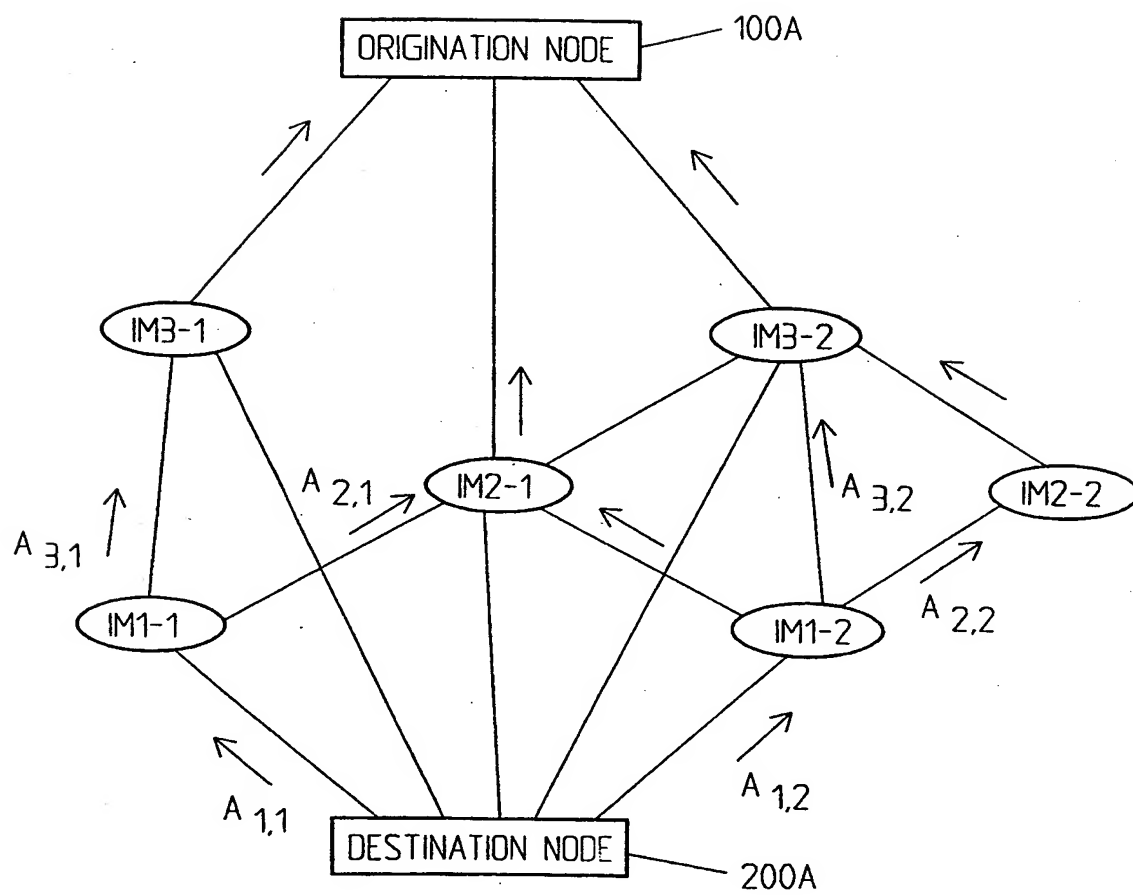 ORIGINATION NODE
100A
IM3-1
IM3-2
A 2,1
IM2-1
A 3,2
IM2-2
A 3,1
IM1-1
IM1-2
A 2,2
A 1,1
A 1,2
DESTINATION NODE
200A